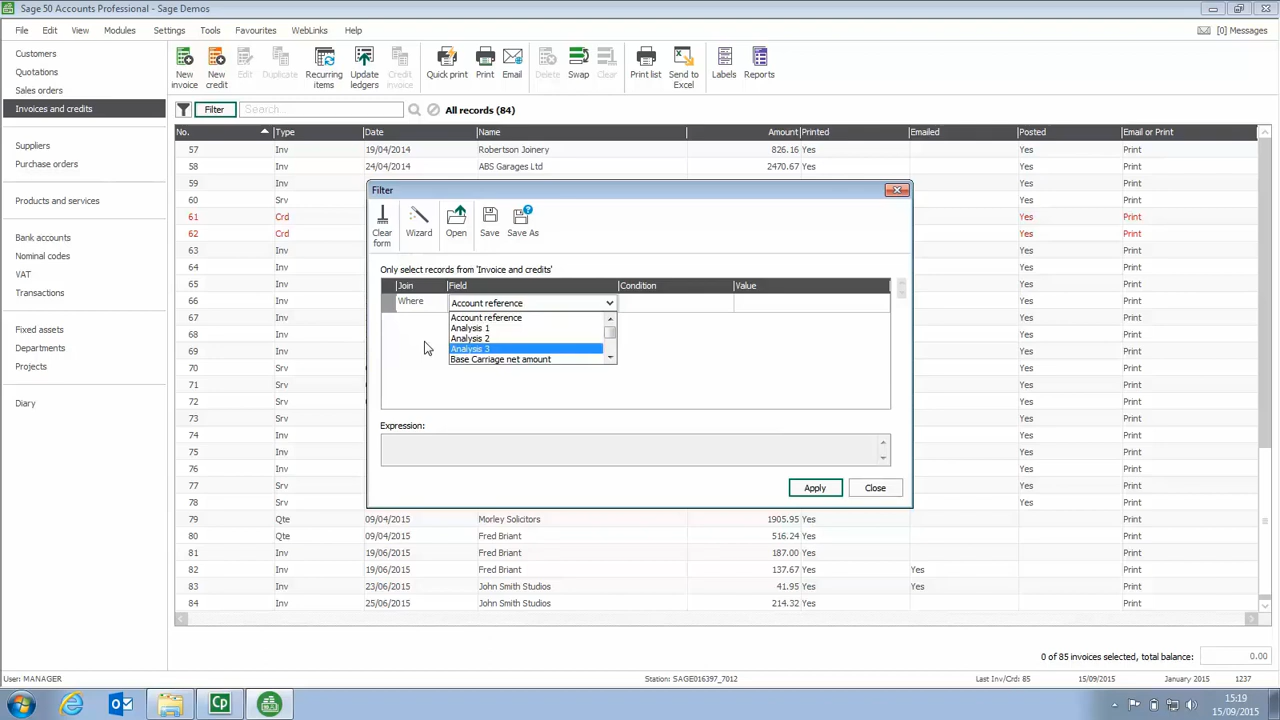 Sage 50 Accounts Professional - Sage Demos
File Edit View Modules Settings Tools Favourites WebLinks Help [0] Messages
Customers
Quotations
Sales orders
Invoices and credits
Suppliers
Purchase orders
Products and services
Bank accounts
Nominal codes
VAT
Transactions
Fixed assets
Departments
Projects
Diary
New invoice New credit Edit Duplicate Recurring items Update ledgers Credit invoice Quick print Print Email Delete Swap Clear Print list Send to Excel Labels Reports
Filter Search... All records (84)
No. Type Date Name Amount Printed Emailed Posted Email or Print
57 Inv 19/04/2014 Robertson Joinery 826.16 Yes Yes Print
58 Inv 24/04/2014 ABS Garages Ltd 2470.67 Yes Yes Print
59 Inv Yes Print
60 Srv Yes Print
61 Crd Yes Print
62 Crd Yes Print
63 Inv Yes Print
64 Inv Yes Print
65 Inv Yes Print
66 Inv Yes Print
67 Inv Yes Print
68 Inv Yes Print
69 Inv Yes Print
70 Srv Yes Print
71 Srv Yes Print
72 Srv Yes Print
73 Srv Yes Print
74 Inv Yes Print
75 Inv Yes Print
76 Inv Yes Print
77 Srv Yes Print
78 Srv Yes Print
79 Qte 09/04/2015 Morley Solicitors 1905.95 Yes Print
80 Qte 09/04/2015 Fred Briant 516.24 Yes Print
81 Inv 19/06/2015 Fred Briant 187.00 Yes Print
82 Inv 19/06/2015 Fred Briant 137.67 Yes Yes Print
83 Inv 23/06/2015 John Smith Studios 41.95 Yes Yes Print
84 Inv 25/06/2015 John Smith Studios 214.32 Yes Print
Filter
Clear form Wizard Open Save Save As
Only select records from 'Invoice and credits'
Join Field Condition Value
Where Account reference
Account reference
Analysis 1
Analysis 2
Analysis 3
Base Carriage net amount
Expression:
Apply Close
0 of 85 invoices selected, total balance: 0.00
User: MANAGER Station: SAGE016397_7012 Last Inv/Crd: 85 15/09/2015 January 2015 1237
Cp
15:19
15/09/2015